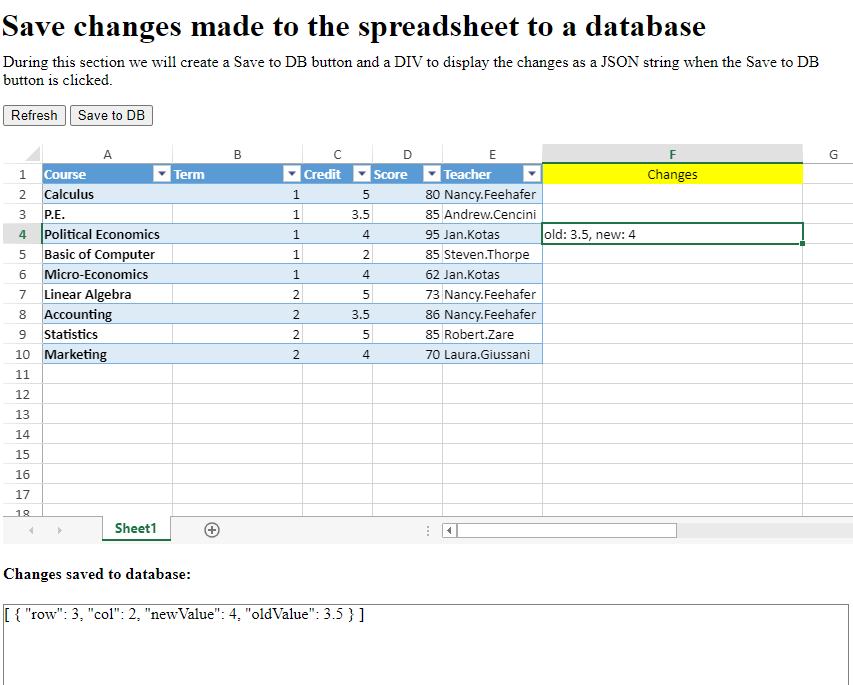 Save changes made to the spreadsheet to a database
During this section we will create a Save to DB button and a DIV to display the changes as a JSON string when the Save to DB
button is clicked.
Refresh Save to DB
A B C D E F G
1 Course Term Credit Score Teacher Changes
2 Calculus 1 5 80 Nancy.Feehafer
3 P.E. 1 3.5 85 Andrew.Cencini
4 Political Economics 1 4 95 Jan.Kotas old: 3.5, new: 4
5 Basic of Computer 1 2 85 Steven.Thorpe
6 Micro-Economics 1 4 62 Jan.Kotas
7 Linear Algebra 2 5 73 Nancy.Feehafer
8 Accounting 2 3.5 86 Nancy.Feehafer
9 Statistics 2 5 85 Robert.Zare
10 Marketing 2 4 70 Laura.Giussani
11
12
13
14
15
16
17
18
Sheet1
Changes saved to database:
[ { "row": 3, "col": 2, "newValue": 4, "oldValue": 3.5 } ]